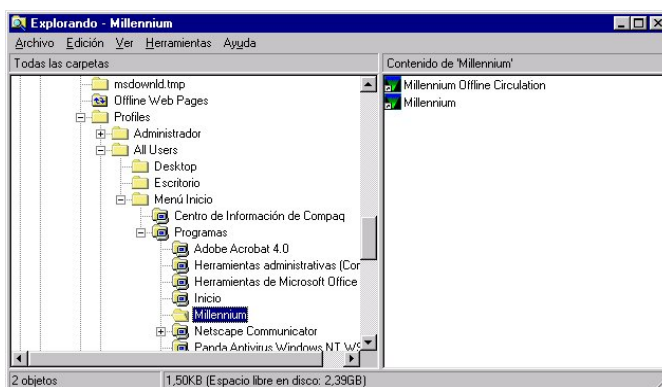 Explorando - Millennium
Archivo Edición Ver Herramientas Ayuda
Todas las carpetas
Contenido de 'Millennium'
msdownld.tmp
Offline Web Pages
Profiles
Administrador
All Users
Desktop
Escritorio
Menú Inicio
Centro de Información de Compaq
Programas
Adobe Acrobat 4.0
Herramientas administrativas (Cor
Herramientas de Microsoft Office
Inicio
Millennium
Netscape Communicator
Panda Antivirus Windows NT WS
Millennium Offline Circulation
Millennium
2 objetos
1,50KB (Espacio libre en disco: 2,39GB)